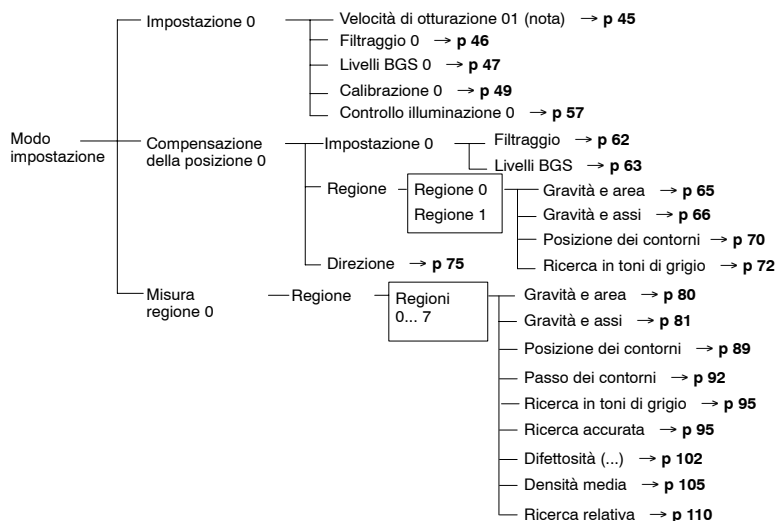 Impostazione 0
Velocità di otturazione 01 (nota) → p 45
Filtraggio 0 → p 46
Livelli BGS 0 → p 47
Calibrazione 0 → p 49
Controllo illuminazione 0 → p 57
Modo
impostazione
Compensazione
della posizione 0
Impostazione 0
Filtraggio → p 62
Livelli BGS → p 63
Regione
Regione 0
Regione 1
Gravità e area → p 65
Gravità e assi → p 66
Posizione dei contorni → p 70
Ricerca in toni di grigio → p 72
Direzione → p 75
Misura
regione 0
Regione
Regioni
0... 7
Gravità e area → p 80
Gravità e assi → p 81
Posizione dei contorni → p 89
Passo dei contorni → p 92
Ricerca in toni di grigio → p 95
Ricerca accurata → p 95
Difettosità (...) → p 102
Densità media → p 105
Ricerca relativa → p 110